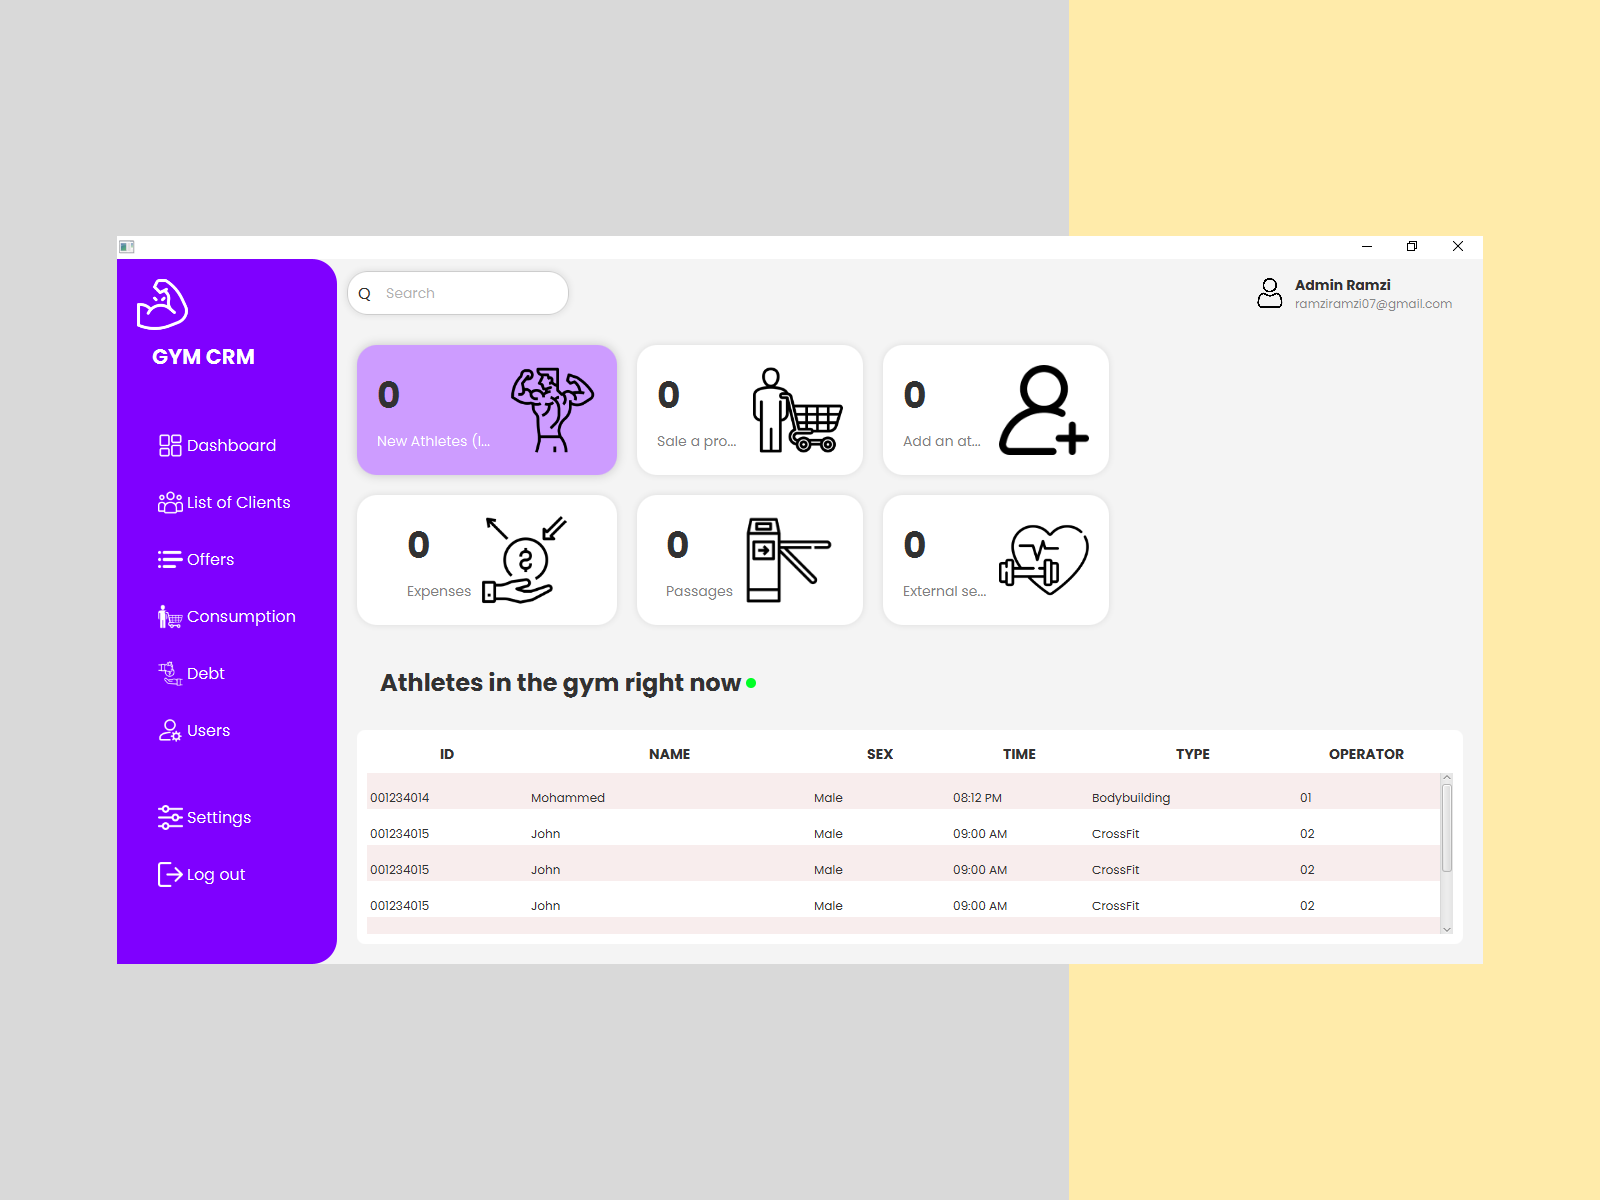 GYM CRM
Dashboard
List of Clients
Offers
Consumption
Debt
Users
Settings
Log out
Q Search
Admin Ramzi
ramziramzi07@gmail.com
0
New Athletes (I...
0
Sale a pro...
0
Add an at...
0
Expenses
0
Passages
0
External se...
Athletes in the gym right now
ID NAME SEX TIME TYPE OPERATOR
001234014 Mohammed Male 08:12 PM Bodybuilding 01
001234015 John Male 09:00 AM CrossFit 02
001234015 John Male 09:00 AM CrossFit 02
001234015 John Male 09:00 AM CrossFit 02